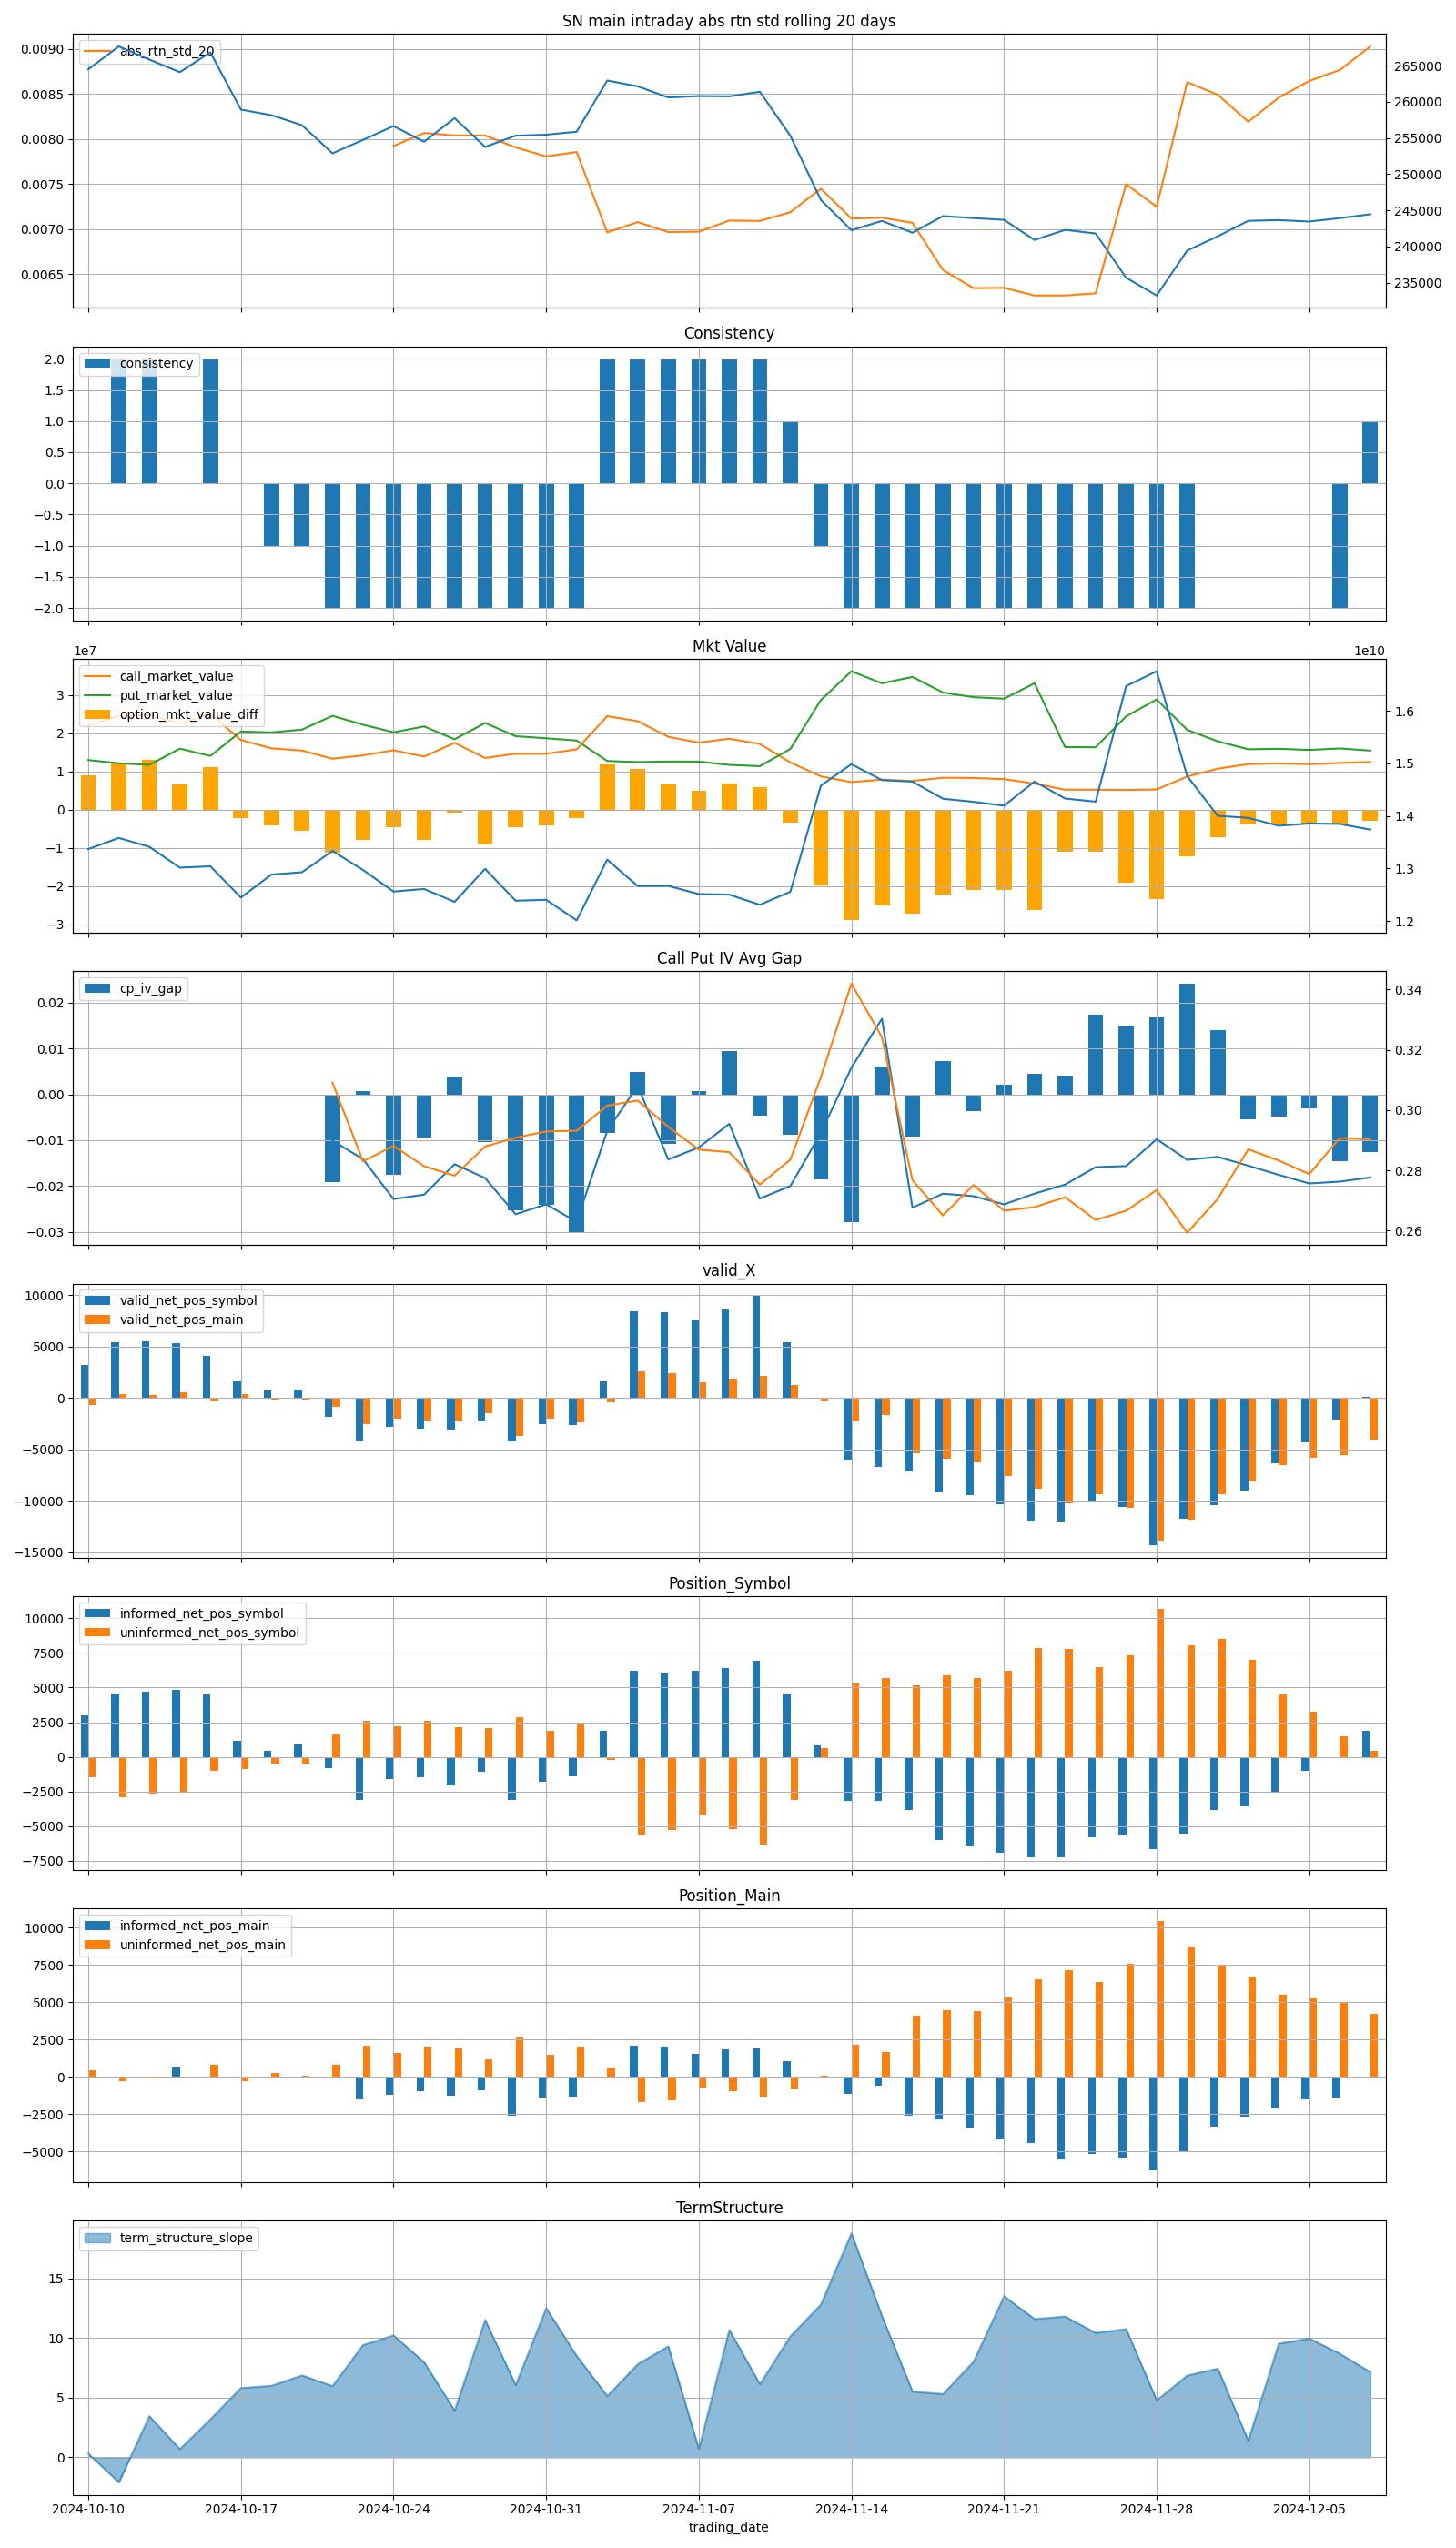 SN main intraday abs rtn std rolling 20 days
abs_rtn_std_20
0.0090
0.0085
0.0080
0.0075
0.0070
0.0065
265000
260000
255000
250000
245000
240000
235000
Consistency
consistency
2.0
1.5
1.0
0.5
0.0
−0.5
−1.0
−1.5
−2.0
Mkt Value
1e7
1e10
call_market_value
put_market_value
option_mkt_value_diff
3
2
1
0
−1
−2
−3
1.6
1.5
1.4
1.3
1.2
Call Put IV Avg Gap
cp_iv_gap
0.02
0.01
0.00
−0.01
−0.02
−0.03
0.34
0.32
0.30
0.28
0.26
valid_X
valid_net_pos_symbol
valid_net_pos_main
10000
5000
0
−5000
−10000
−15000
Position_Symbol
informed_net_pos_symbol
uninformed_net_pos_symbol
10000
7500
5000
2500
0
−2500
−5000
−7500
Position_Main
informed_net_pos_main
uninformed_net_pos_main
10000
7500
5000
2500
0
−2500
−5000
TermStructure
term_structure_slope
15
10
5
0
2024-10-10 2024-10-17 2024-10-24 2024-10-31 2024-11-07 2024-11-14 2024-11-21 2024-11-28 2024-12-05
trading_date